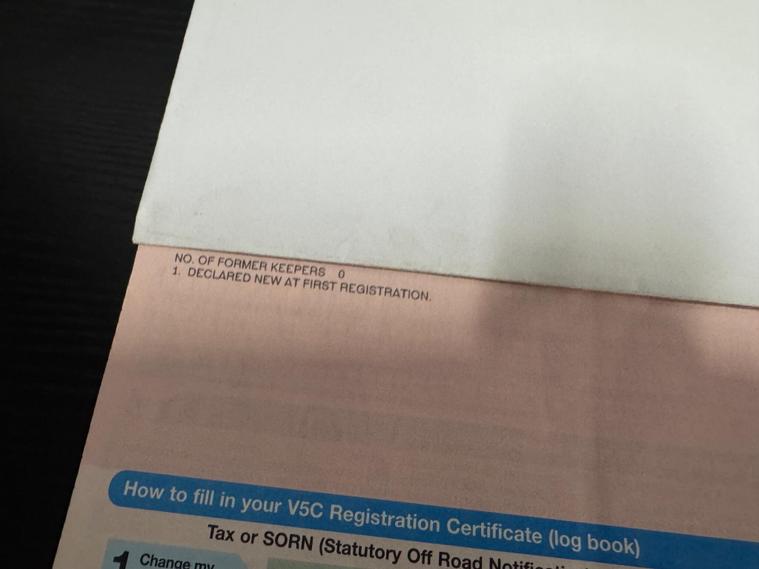 NO. OF FORMER KEEPERS 0
1. DECLARED NEW AT FIRST REGISTRATION.
How to fill in your V5C Registration Certificate (log book)
Tax or SORN (Statutory Off Road
1 Change my